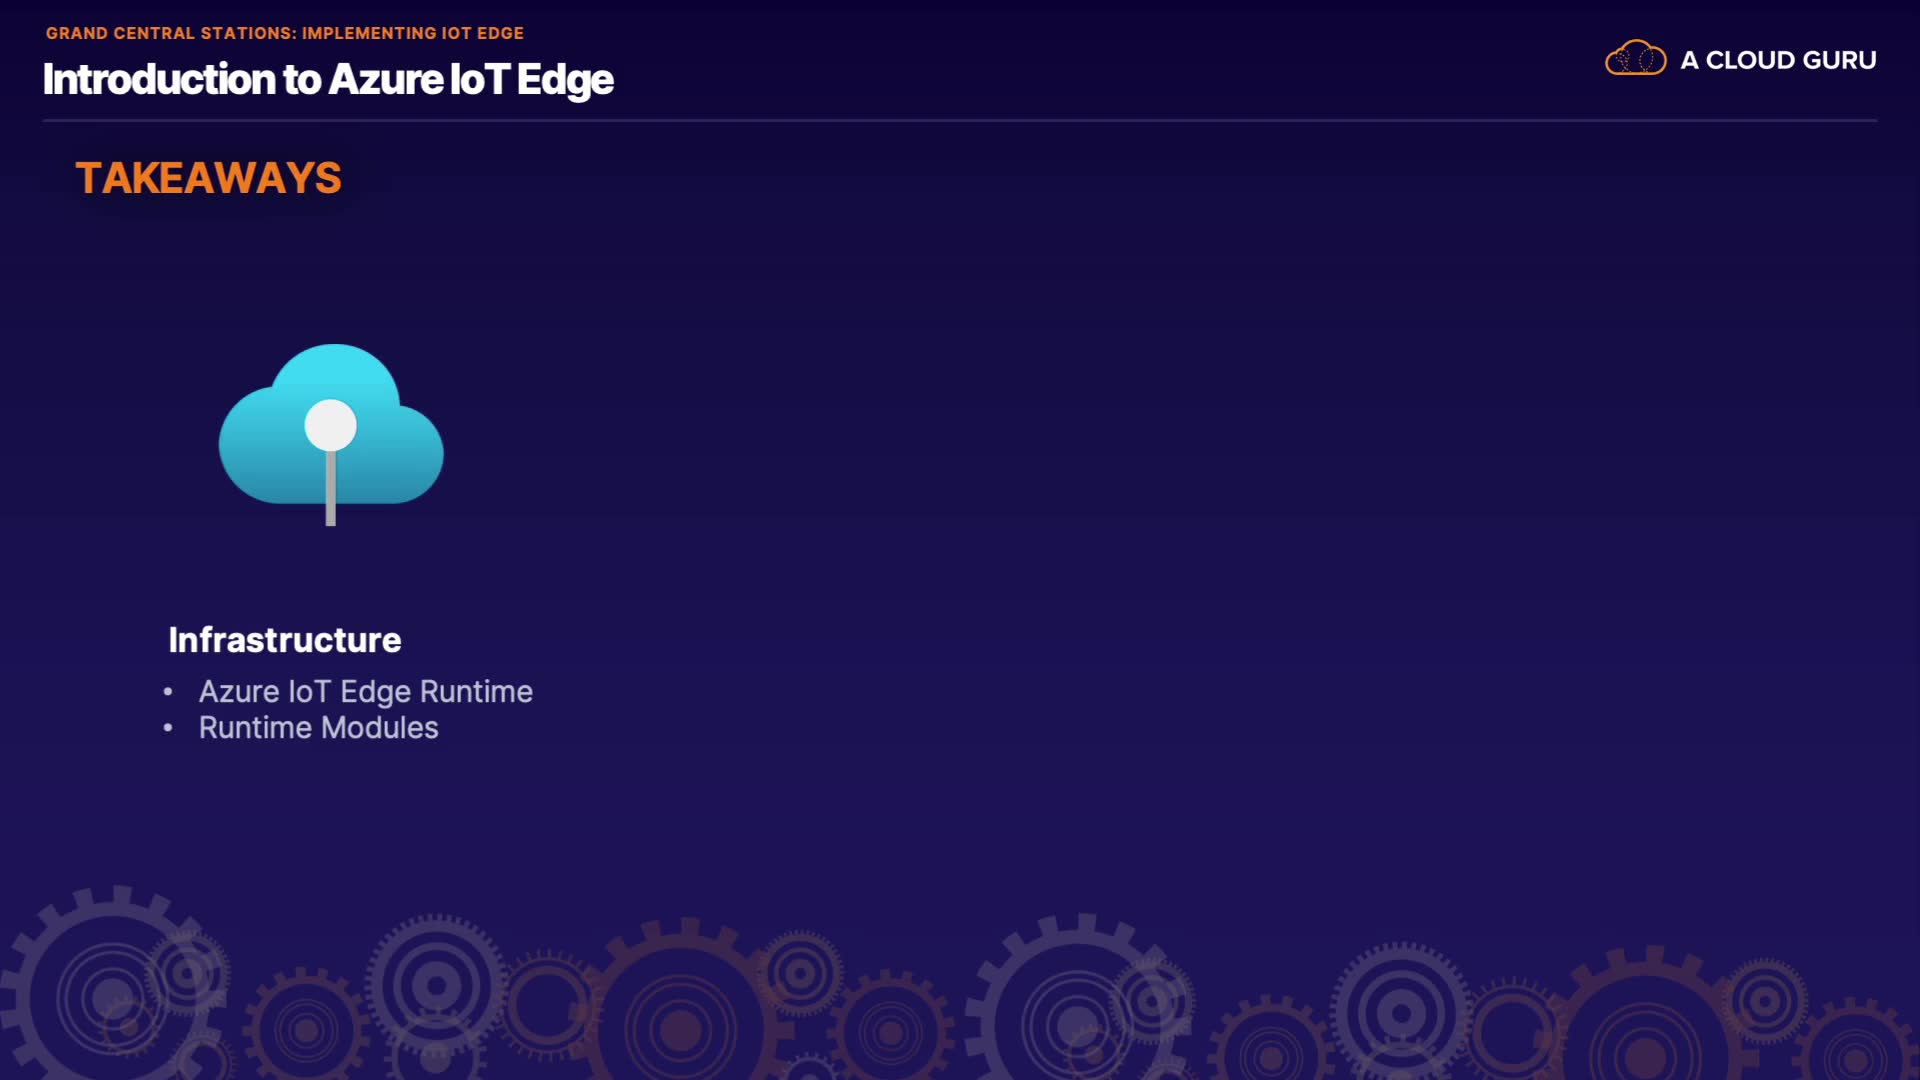 GRAND CENTRAL STATIONS: IMPLEMENTING IOT EDGE
Introduction to Azure IoT Edge
A CLOUD GURU
TAKEAWAYS
Infrastructure
• Azure IoT Edge Runtime
• Runtime Modules